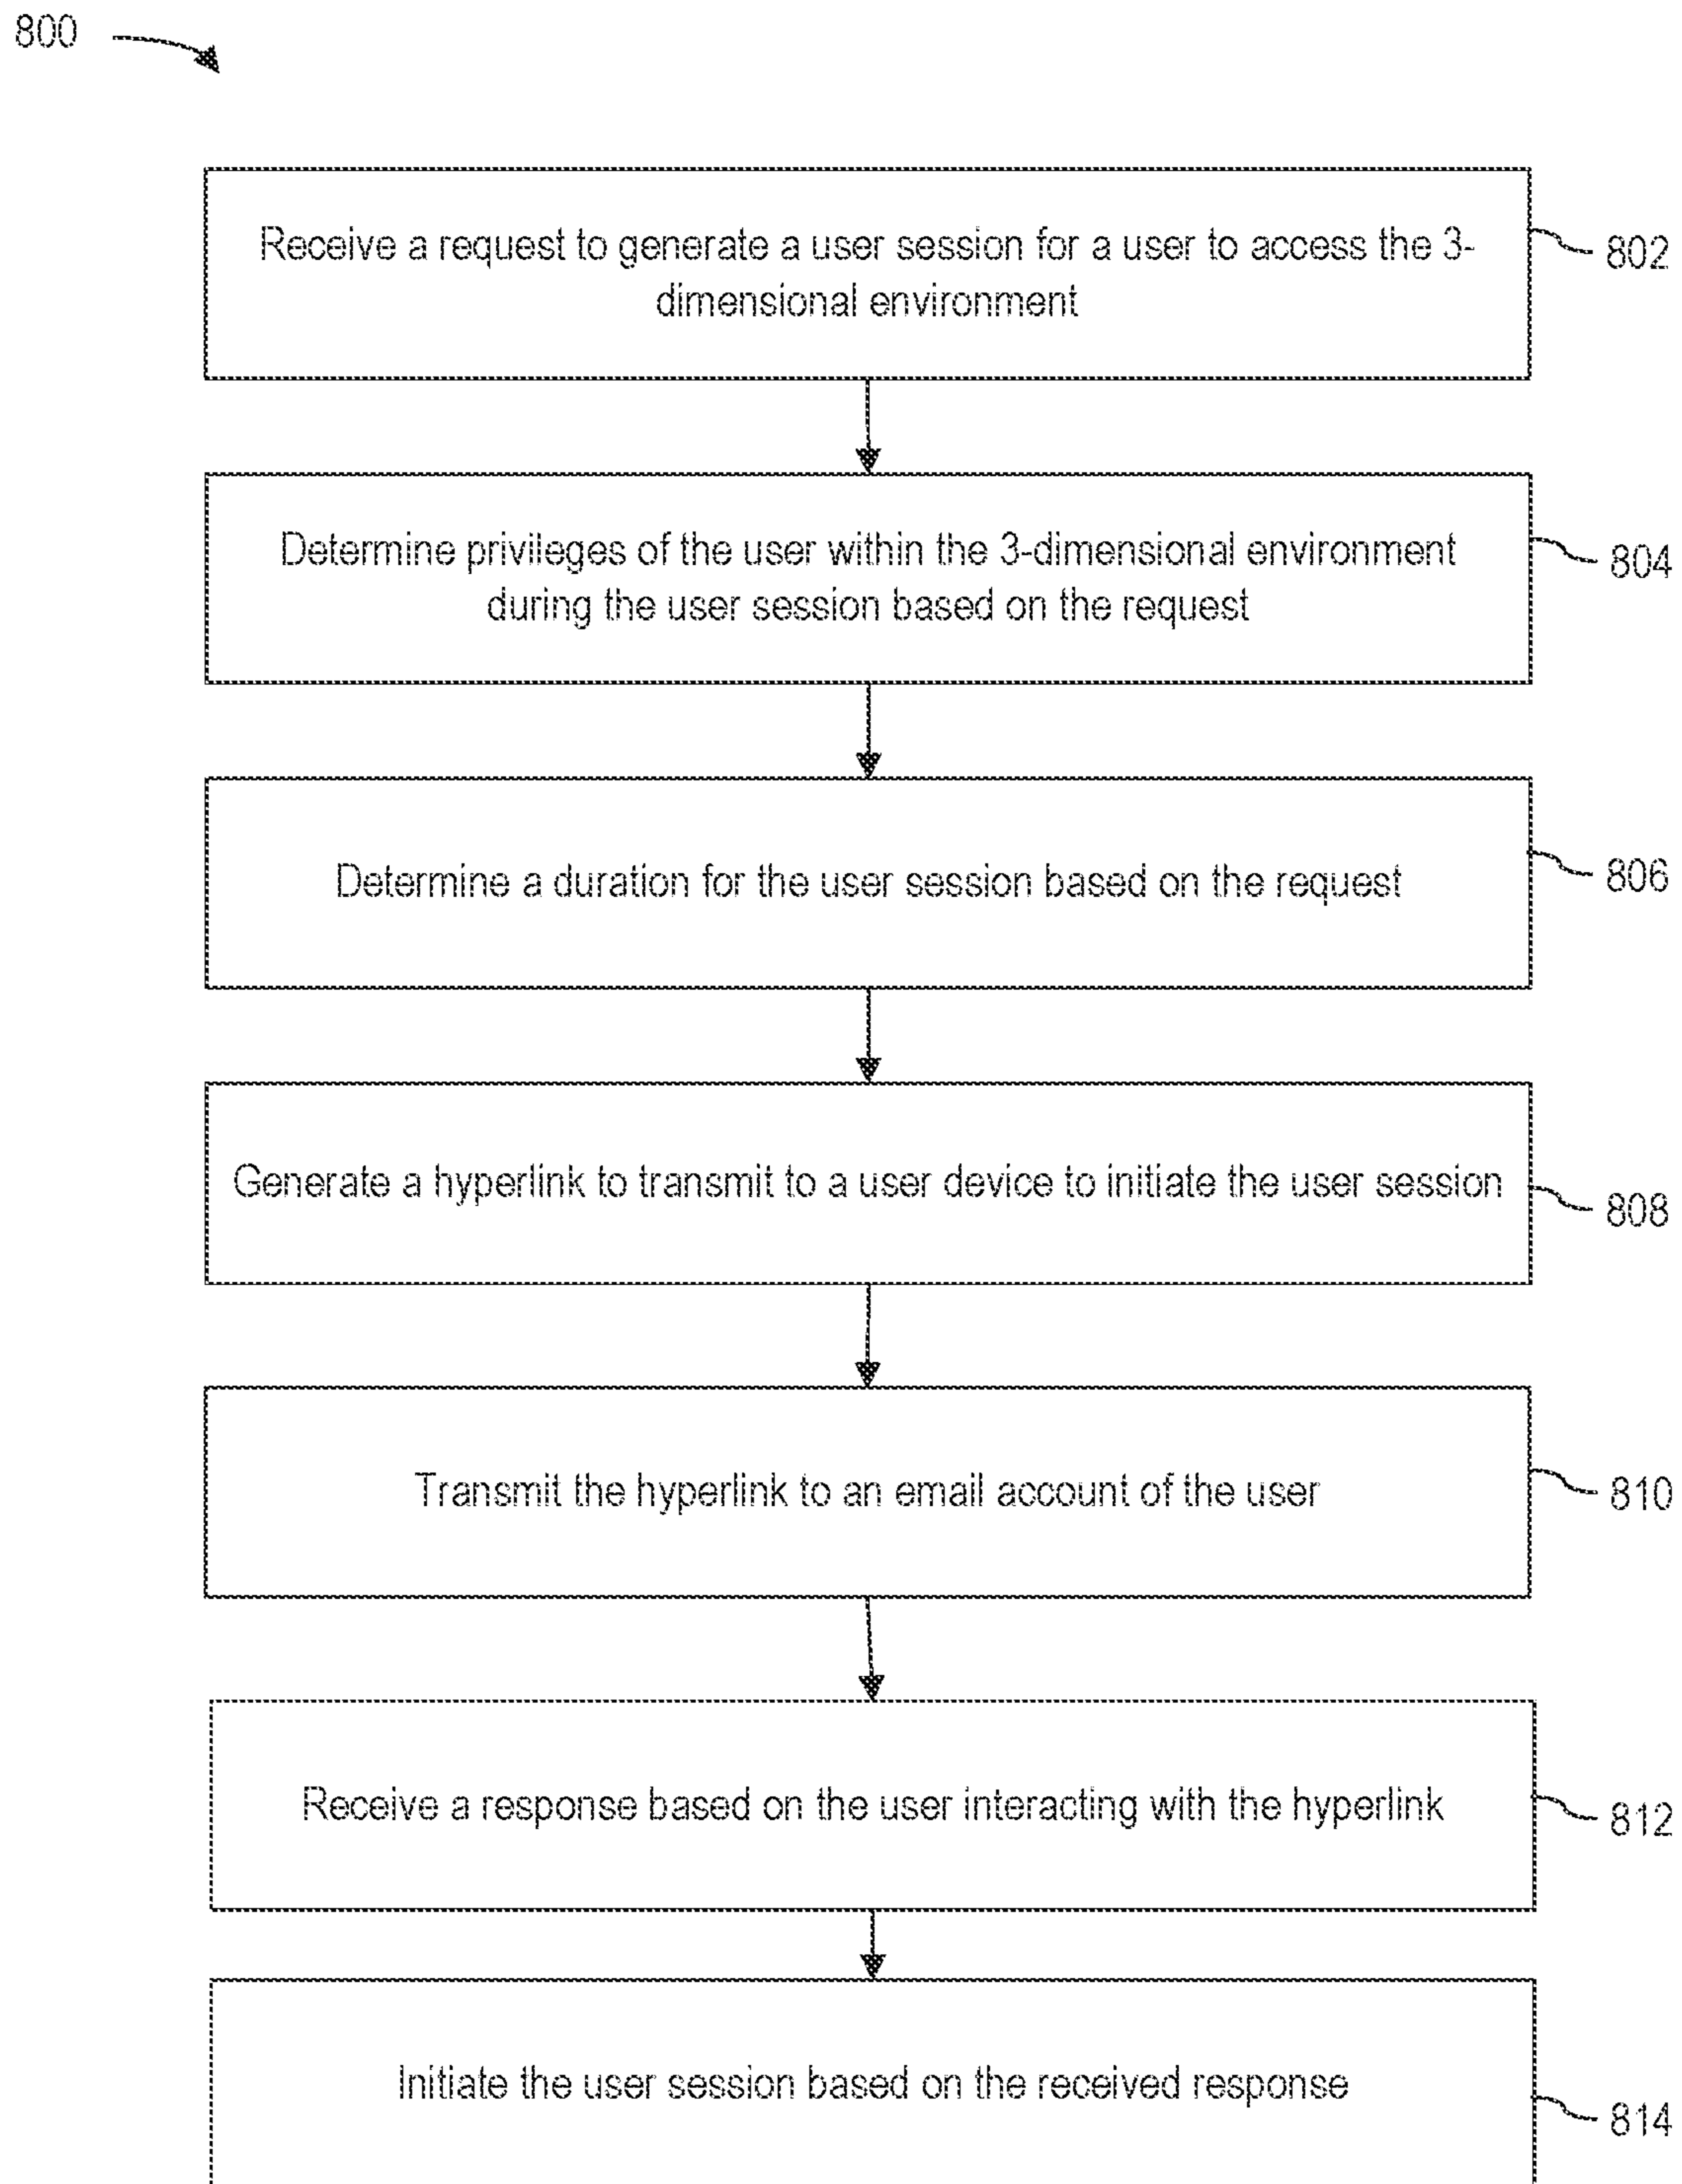 800
Receive a request to generate a user session for a user to access the 3-
dimensional environment
802
Determine privileges of the user within the 3-dimensional environment
during the user session based on the request
804
Determine a duration for the user session based on the request
806
Generate a hyperlink to transmit to a user device to initiate the user session
808
Transmit the hyperlink to an email account of the user
810
Receive a response based on the user interacting with the hyperlink
812
Initiate the user session based on the received response
814